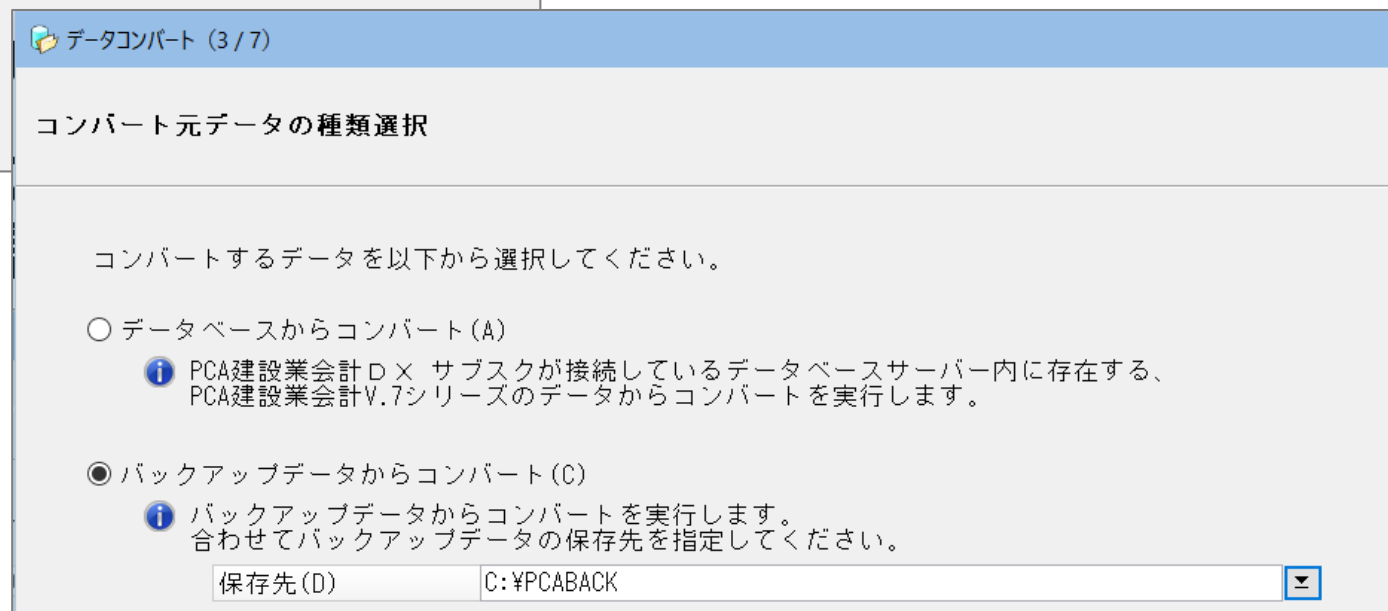 データコンバート (3 / 7)
コンバート元データの種類選択
コンバートするデータを以下から選択してください。
データベースからコンバート(A)
PCA建設業会計ＤＸ サブスクが接続しているデータベースサーバー内に存在する、
PCA建設業会計V.7シリーズのデータからコンバートを実行します。
バックアップデータからコンバート(C)
バックアップデータからコンバートを実行します。
合わせてバックアップデータの保存先を指定してください。
保存先(D) C:¥PCABACK